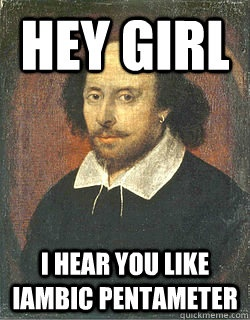 HEY GIRL
I HEAR YOU LIKE
IAMBIC PENTAMETER
quickmeme.com